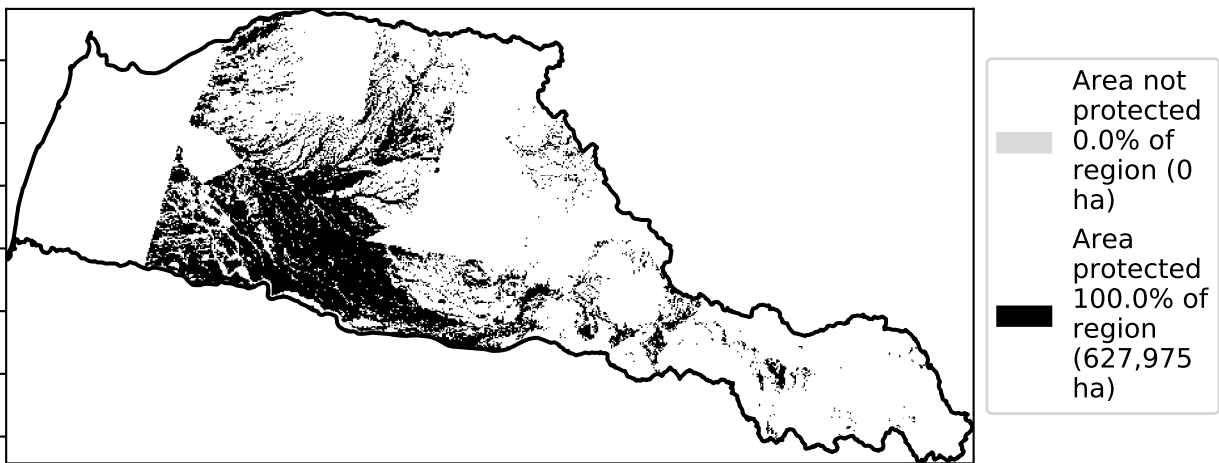 Area not
protected
0.0% of
region (0
ha)
Area
protected
100.0% of
region
(627,975
ha)